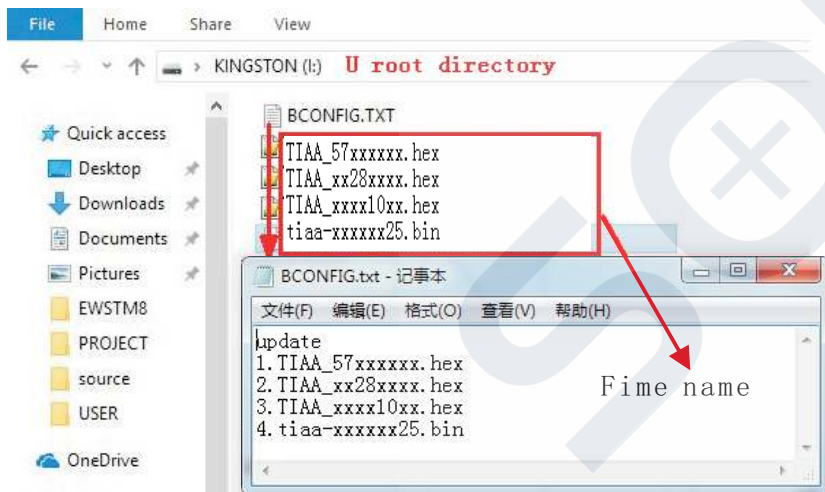 File Home Share View
KINGSTON (I:) U root directory
Quick access
Desktop
Downloads
Documents
Pictures
EWSTM8
PROJECT
source
USER
OneDrive
BCONFIG.TXT
TIAA_57xxxxxx.hex
TIAA_xx28xxxx.hex
TIAA_xxxx10xx.hex
tiaa-xxxxxx25.bin
BCONFIG.txt - 记事本
文件(F) 编辑(E) 格式(O) 查看(V) 帮助(H)
update
1.TIAA_57xxxxxx.hex
2.TIAA_xx28xxxx.hex
3.TIAA_xxxx10xx.hex
4.tiaa-xxxxxx25.bin
Fime name